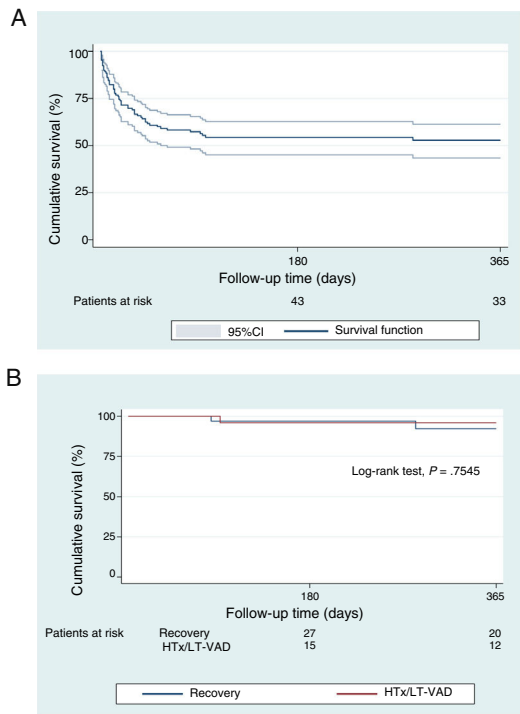 A
Cumulative survival (%)
100
75
50
25
0
180
365
Follow-up time (days)
Patients at risk
43
33
95%CI
Survival function
B
Cumulative survival (%)
100
75
50
25
0
Log-rank test, P = .7545
180
365
Follow-up time (days)
Patients at risk
Recovery
27
20
HTx/LT-VAD
15
12
Recovery
HTx/LT-VAD